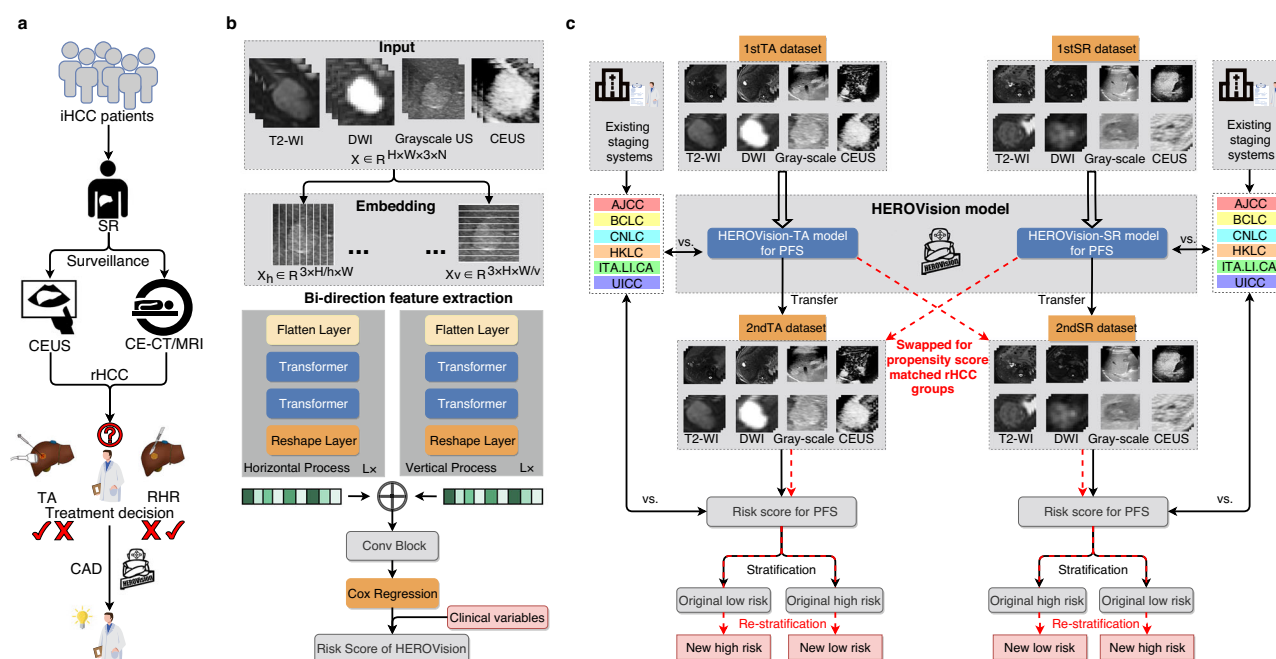 a
iHCC patients
SR
Surveillance
CEUS
CE-CT/MRI
rHCC
?
TA
RHR
Treatment decision
CAD
HEROVision
b
Input
T2-WI
DWI
Grayscale US
CEUS
X ∈ R^H×W×3×N
Embedding
... ...
X_h ∈ R^3×H/h×W
X_v ∈ R^3×H×W/v
Bi-direction feature extraction
Flatten Layer
Transformer
Transformer
Reshape Layer
Horizontal Process L×
Flatten Layer
Transformer
Transformer
Reshape Layer
Vertical Process L×
Conv Block
Cox Regression
Clinical variables
Risk Score of HEROVision
c
1stTA dataset
1stSR dataset
Existing
staging
systems
T2-WI DWI Gray-scale CEUS
T2-WI DWI Gray-scale CEUS
Existing
staging
systems
AJCC
BCLC
CNLC
HKLC
ITA.LI.CA
UICC
vs.
HEROVision model
HEROVision-TA model
for PFS
HEROVision
HEROVision-SR model
for PFS
vs.
AJCC
BCLC
CNLC
HKLC
ITA.LI.CA
UICC
Transfer
Transfer
2ndTA dataset
2ndSR dataset
Swapped for
propensity score
matched rHCC
groups
T2-WI DWI Gray-scale CEUS
T2-WI DWI Gray-scale CEUS
vs.
Risk score for PFS
Risk score for PFS
vs.
Stratification
Stratification
Original low risk
Original high risk
Original high risk
Original low risk
Re-stratification
Re-stratification
New high risk
New low risk
New low risk
New high risk